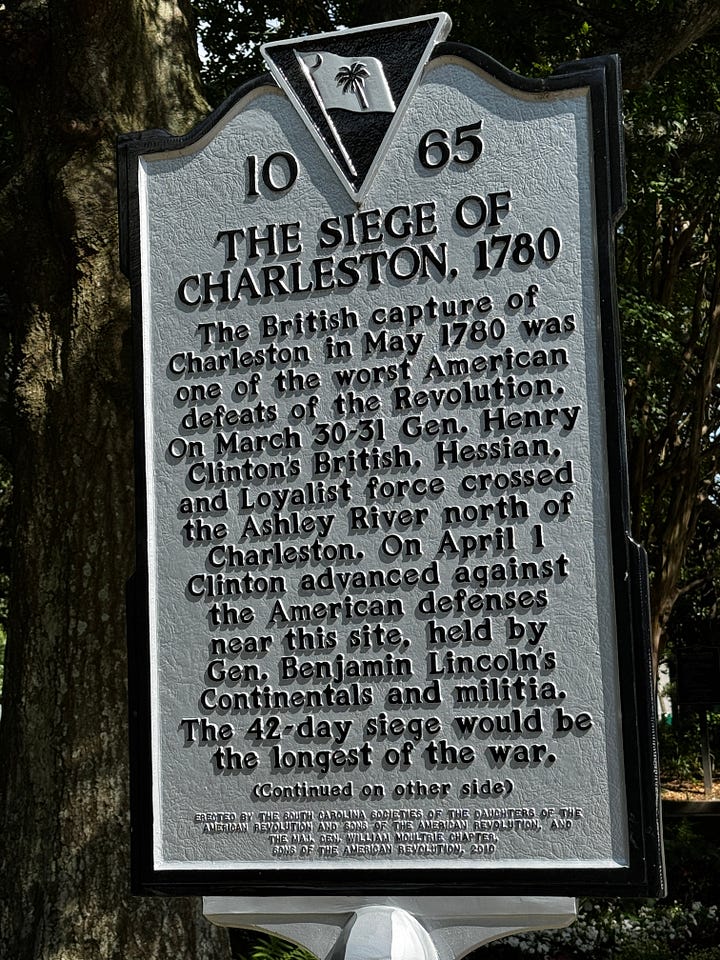 10 65
THE SIEGE OF
CHARLESTON, 1780
The British capture of
Charleston in May 1780 was
one of the worst American
defeats of the Revolution.
On March 30-31 Gen. Henry
Clinton's British, Hessian,
and Loyalist force crossed
the Ashley River north of
Charleston. On April 1
Clinton advanced against
the American defenses
near this site, held by
Gen. Benjamin Lincoln's
Continentals and militia.
The 42-day siege would be
the longest of the war.
(Continued on other side)
ERECTED BY THE SOUTH CAROLINA SOCIETIES OF THE DAUGHTERS OF THE
AMERICAN REVOLUTION AND SONS OF THE AMERICAN REVOLUTION, AND
THE MAJ. GEN. WILLIAM MOULTRIE CHAPTER,
SONS OF THE AMERICAN REVOLUTION, 2010